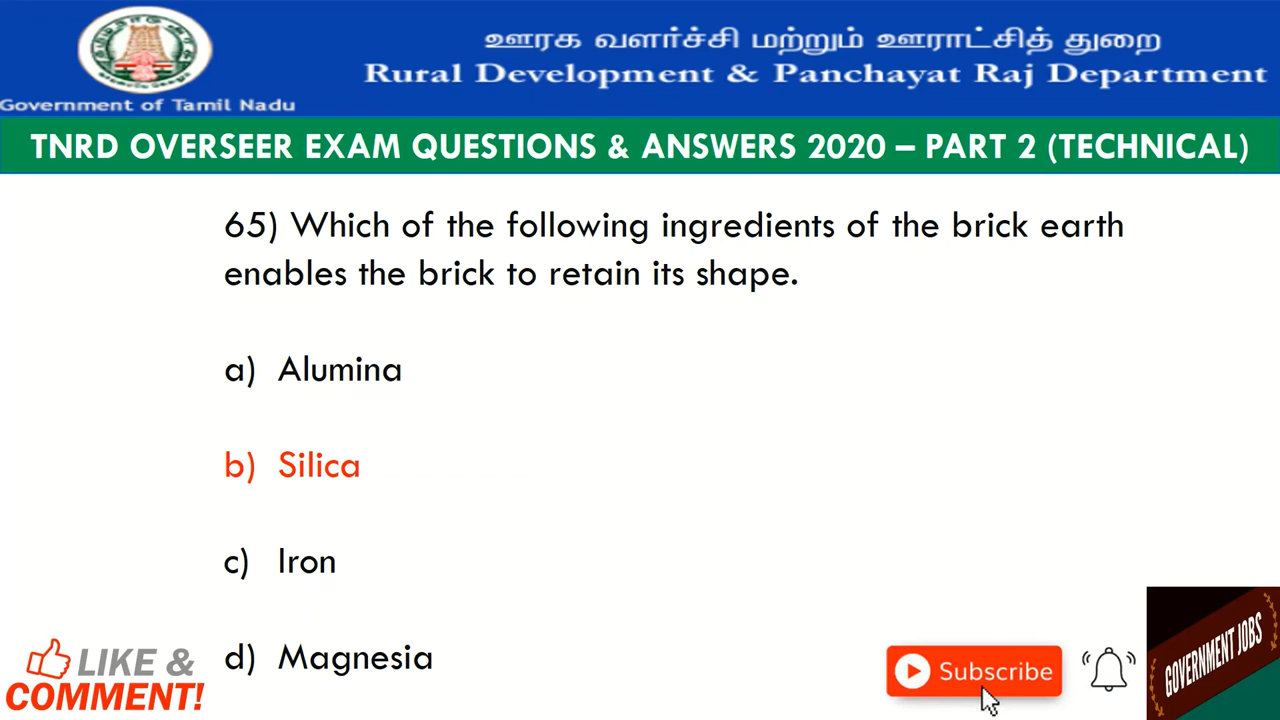 ஊரக வளர்ச்சி மற்றும் ஊராட்சித் துறை
Rural Development & Panchayat Raj Department
Government of Tamil Nadu
TNRD OVERSEER EXAM QUESTIONS & ANSWERS 2020 – PART 2 (TECHNICAL)
65) Which of the following ingredients of the brick earth
enables the brick to retain its shape.
a) Alumina
b) Silica
c) Iron
d) Magnesia
LIKE &
COMMENT!
Subscribe
GOVERNMENT JOBS